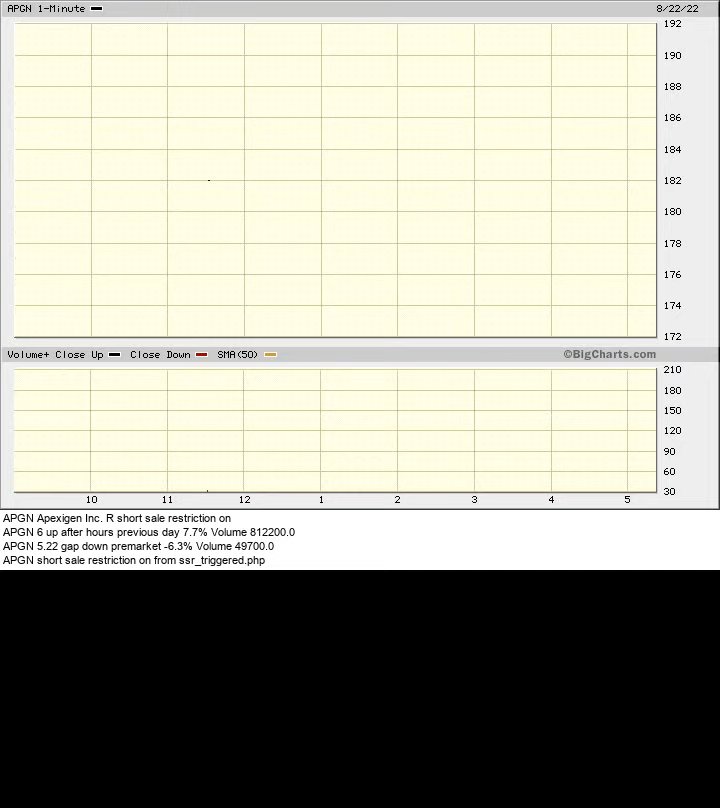 APGN 1-Minute 8/22/22
192
190
188
186
184
182
180
178
176
174
172
Volume+ Close Up Close Down SMA(50) ©BigCharts.com
210
180
150
120
90
60
30
10 11 12 1 2 3 4 5
APGN Apexigen Inc. R short sale restriction on
APGN 6 up after hours previous day 7.7% Volume 812200.0
APGN 5.22 gap down premarket -6.3% Volume 49700.0
APGN short sale restriction on from ssr_triggered.php